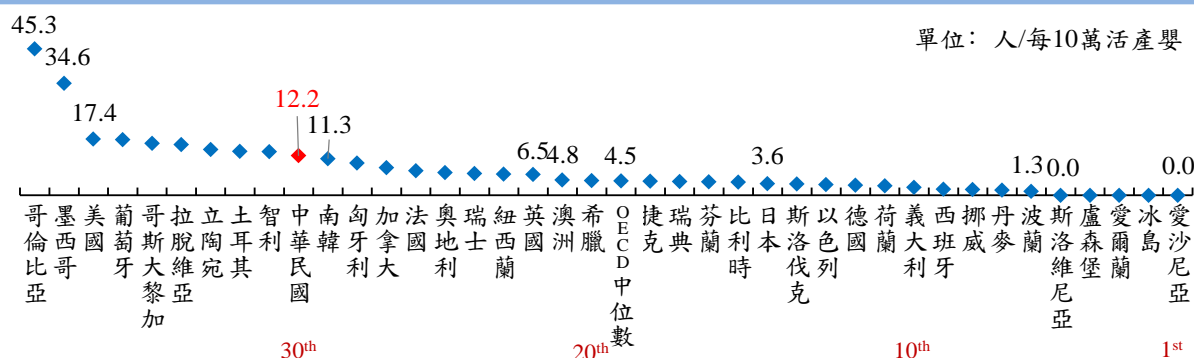 45.3
34.6
17.4
12.2
11.3
6.5
4.8
4.5
3.6
1.3
0.0
0.0
單位： 人/每10萬活產嬰
哥倫比亞
墨西哥
美國
葡萄牙
哥斯大黎加
拉脫維亞
立陶宛
土耳其
智利
中華民國
南韓
匈牙利
加拿大
法國
奧地利
瑞士
紐西蘭
英國
澳洲
希臘
OECD中位數
捷克
瑞典
芬蘭
比利時
日本
斯洛伐克
以色列
德國
荷蘭
義大利
西班牙
挪威
丹麥
波蘭
斯洛維尼亞
盧森堡
愛爾蘭
冰島
愛沙尼亞
30th
20th
10th
1st